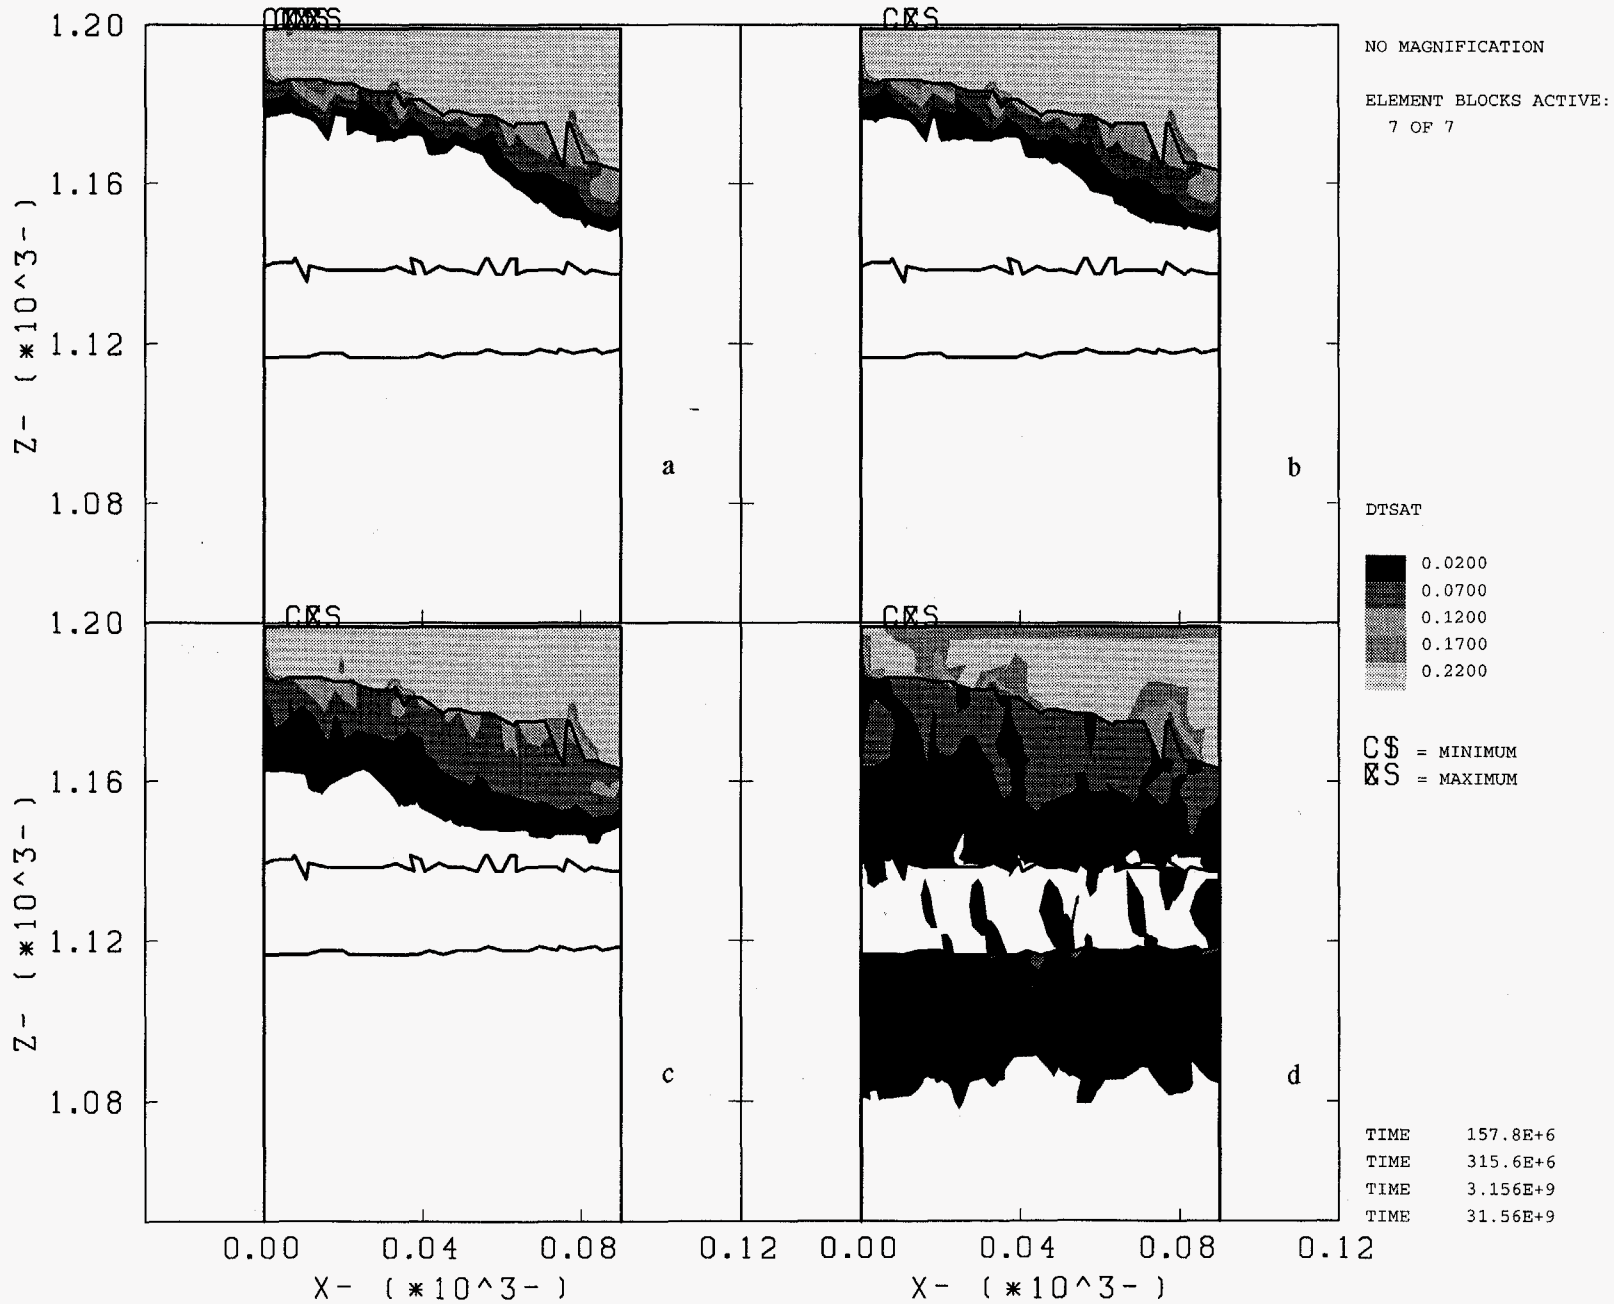 NO MAGNIFICATION
ELEMENT BLOCKS ACTIVE:
7 OF 7
1.20
1.16
1.12
1.08
Z- (*10^3-)
a
b
DTSAT
0.0200
0.0700
0.1200
0.1700
0.2200
= MINIMUM
= MAXIMUM
1.20
1.16
1.12
1.08
Z- (*10^3-)
c
d
TIME 157.8E+6
TIME 315.6E+6
TIME 3.156E+9
TIME 31.56E+9
0.00 0.04 0.08 0.12 0.00 0.04 0.08 0.12
X- (*10^3-) X- (*10^3-)